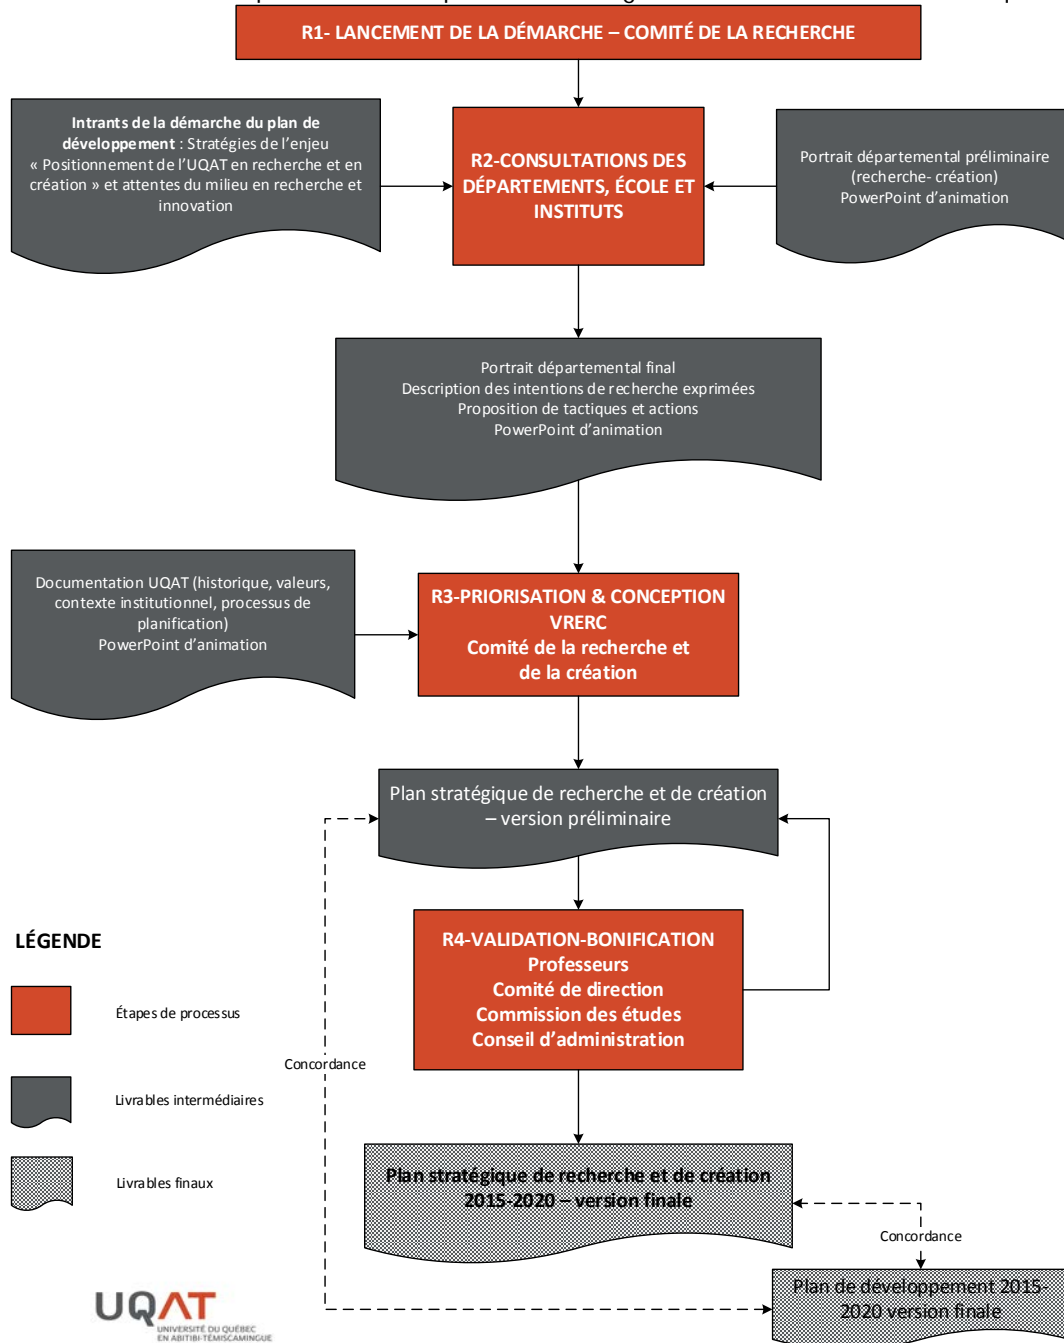 R1- LANCEMENT DE LA DÉMARCHE – COMITÉ DE LA RECHERCHE
Intrants de la démarche du plan de
développement : Stratégies de l’enjeu
« Positionnement de l’UQAT en recherche et en
création » et attentes du milieu en recherche et
innovation
R2-CONSULTATIONS DES
DÉPARTEMENTS, ÉCOLE ET
INSTITUTS
Portrait départemental préliminaire
(recherche- création)
PowerPoint d’animation
Portrait départemental final
Description des intentions de recherche exprimées
Proposition de tactiques et actions
PowerPoint d’animation
Documentation UQAT (historique, valeurs,
contexte institutionnel, processus de
planification)
PowerPoint d’animation
R3-PRIORISATION & CONCEPTION
VRERC
Comité de la recherche et
de la création
Plan stratégique de recherche et de création
– version préliminaire
R4-VALIDATION-BONIFICATION
Professeurs
Comité de direction
Commission des études
Conseil d’administration
LÉGENDE
Étapes de processus
Livrables intermédiaires
Livrables finaux
Concordance
Plan stratégique de recherche et de création
2015-2020 – version finale
Concordance
Plan de développement 2015-
2020 version finale
UQAT
UNIVERSITÉ DU QUÉBEC
EN ABITIBI-TÉMISCAMINGUE